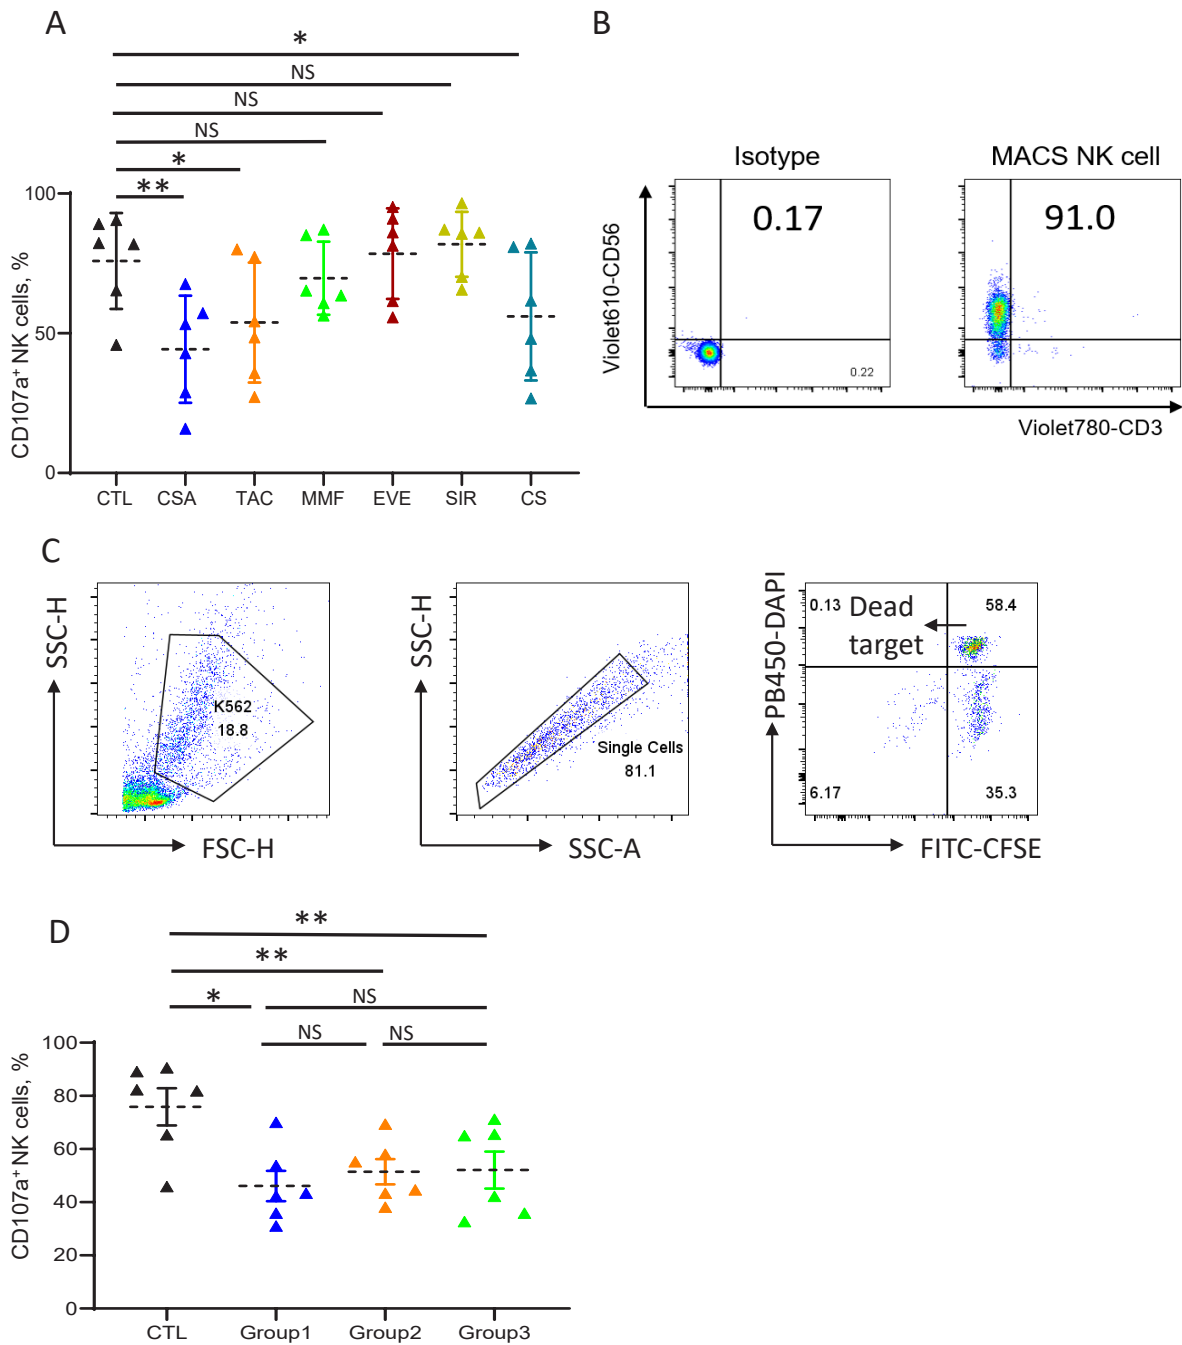 A
*
NS
NS
NS
*
**
CD107a⁺ NK cells, %
100
50
0
CTL CSA TAC MMF EVE SIR CS
B
Isotype MACS NK cell
Violet610-CD56
0.17
0.22
91.0
Violet780-CD3
C
SSC-H
K562
18.8
FSC-H
SSC-H
Single Cells
81.1
SSC-A
PB450-DAPI
0.13 Dead 58.4
target
6.17 35.3
FITC-CFSE
D
**
**
* NS
NS NS
CD107a⁺ NK cells, %
100
80
60
40
20
0
CTL Group1 Group2 Group3